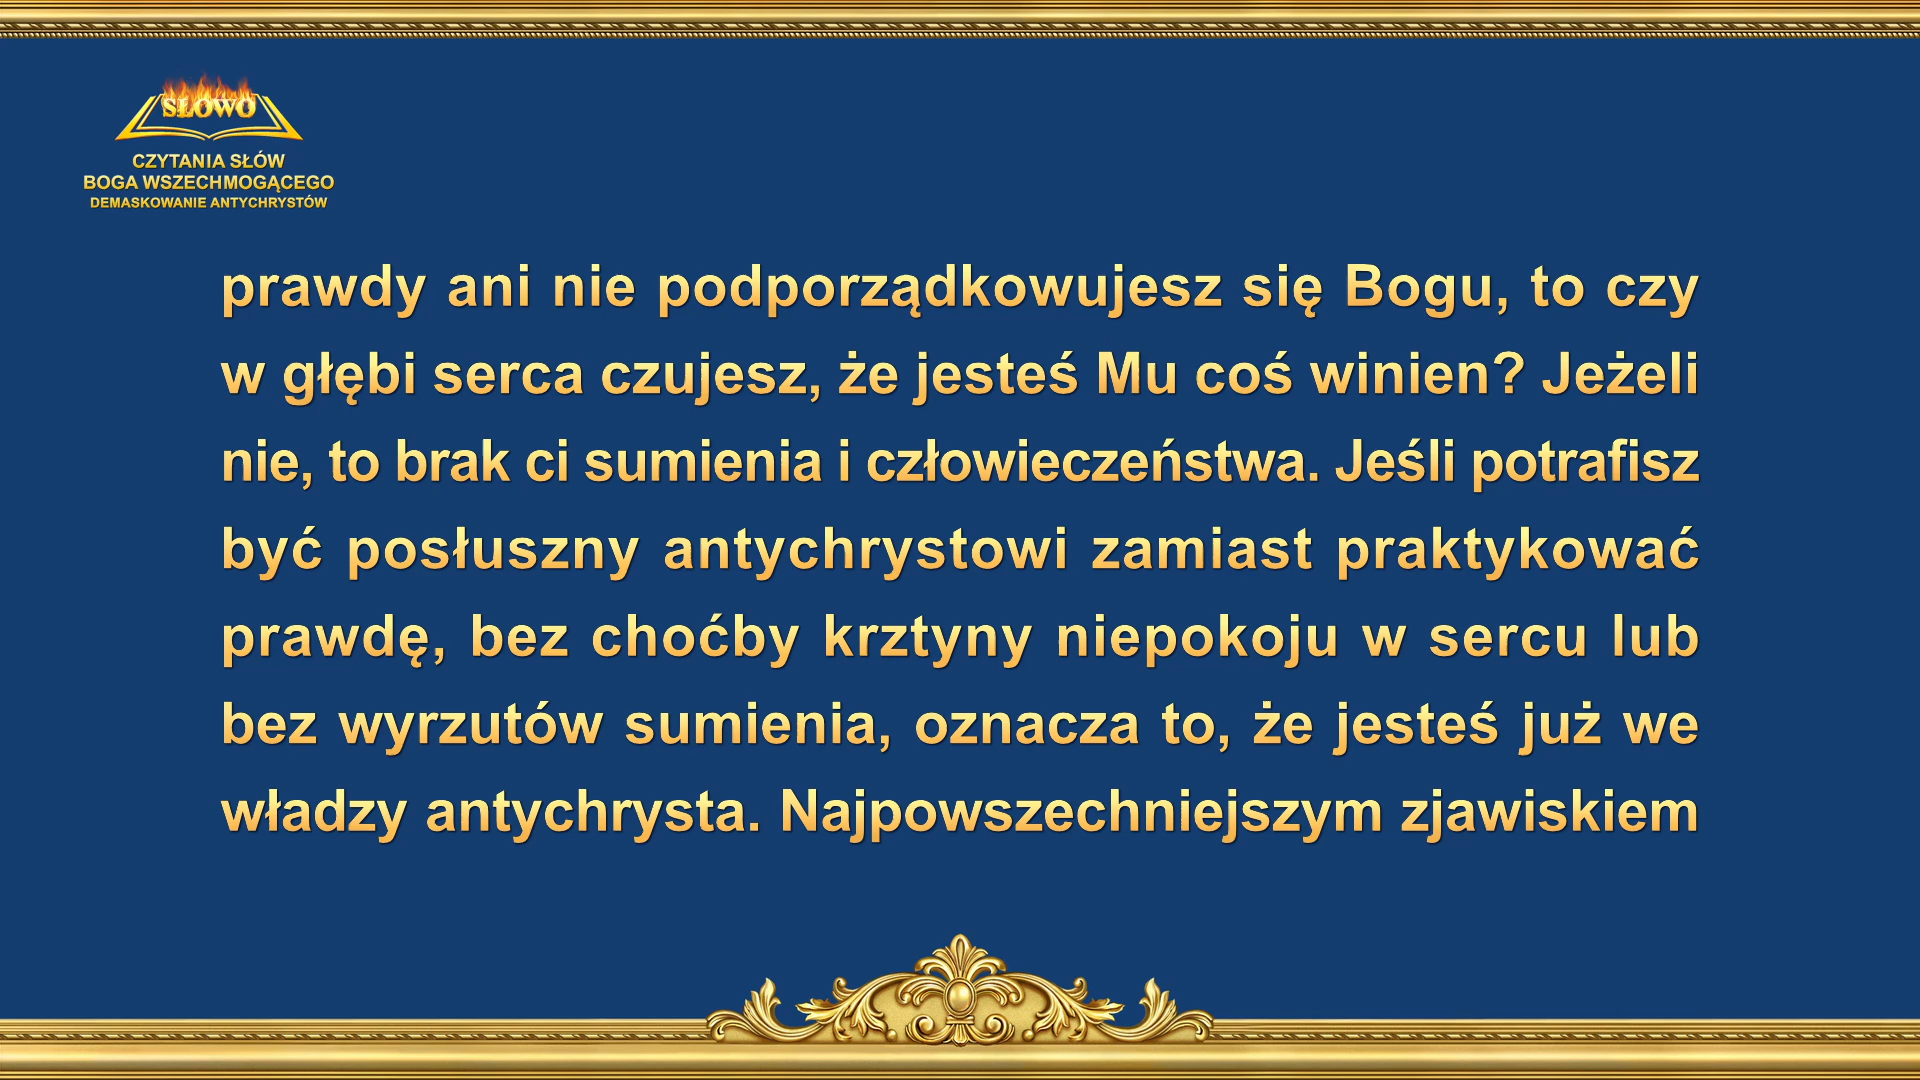 SŁOWO
CZYTANIA SŁÓW
BOGA WSZECHMOGĄCEGO
DEMASKOWANIE ANTYCHRYSTÓW
prawdy ani nie podporządkowujesz się Bogu, to czy
w głębi serca czujesz, że jesteś Mu coś winien? Jeżeli
nie, to brak ci sumienia i człowieczeństwa. Jeśli potrafisz
być posłuszny antychrystowi zamiast praktykować
prawdę, bez choćby krztyny niepokoju w sercu lub
bez wyrzutów sumienia, oznacza to, że jesteś już we
władzy antychrysta. Najpowszechniejszym zjawiskiem